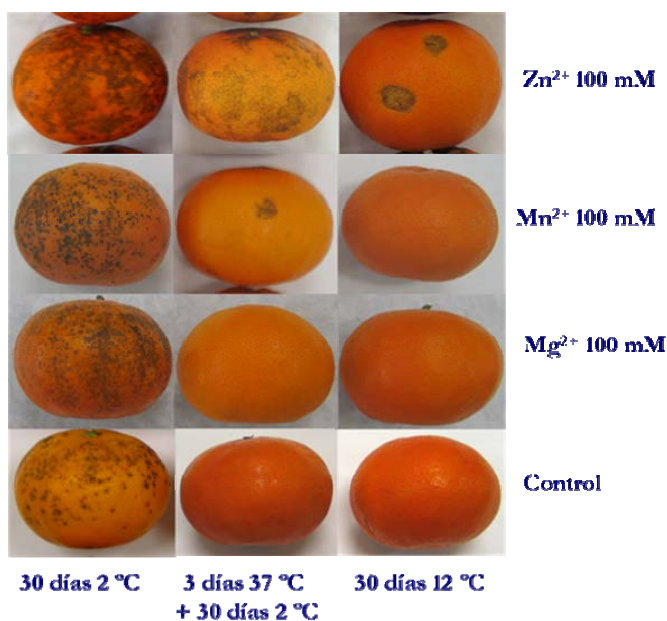 Zn²⁺ 100 mM
Mn²⁺ 100 mM
Mg²⁺ 100 mM
Control
30 días 2 ºC
3 días 37 ºC
+ 30 días 2 ºC
30 días 12 ºC